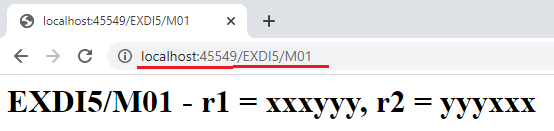 localhost:45549/EXDI5/M01
localhost:45549/EXDI5/M01
EXDI5/M01 - r1 = xxxyyy, r2 = yyyxxx